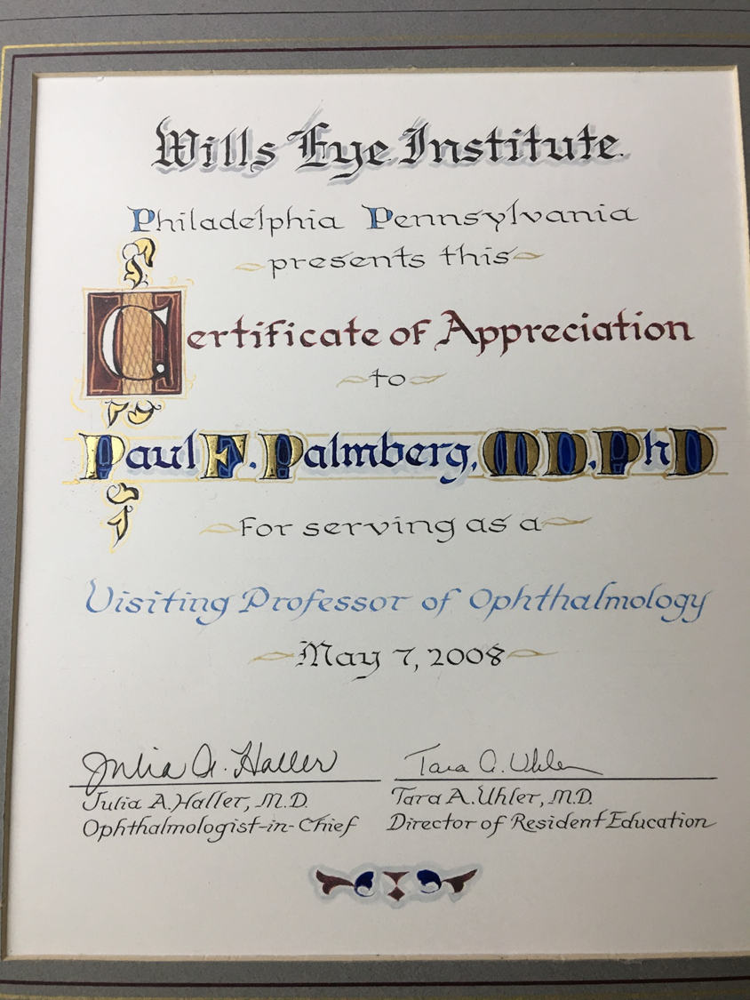 Wills Eye Institute
Philadelphia Pennsylvania
presents this
Certificate of Appreciation
to
Paul F. Palmberg, MD, PhD
For serving as a
Visiting Professor of Ophthalmology
May 7, 2008
Julia A. Haller Tara A. Uhler
Julia A. Haller, M.D. Tara A. Uhler, M.D.
Ophthalmologist-in-Chief Director of Resident Education